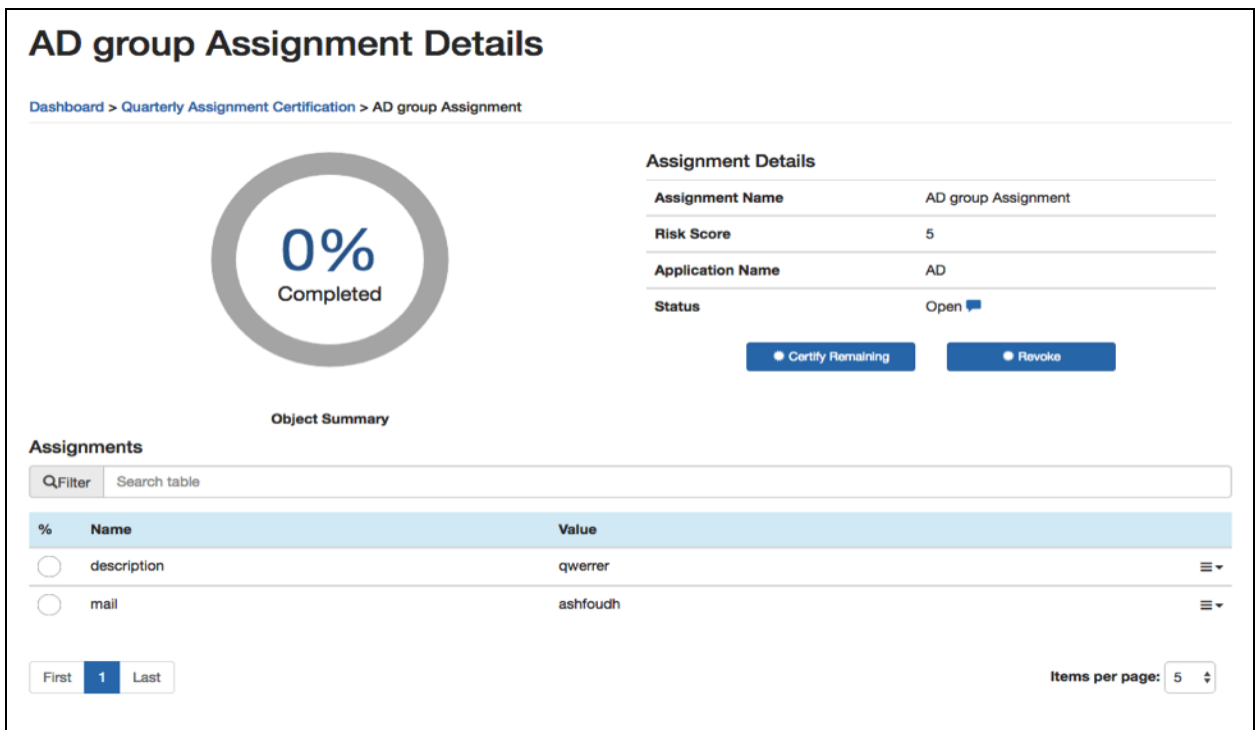 AD group Assignment Details
Dashboard > Quarterly Assignment Certification > AD group Assignment
0%
Completed
Object Summary
Assignment Details
Assignment Name AD group Assignment
Risk Score 5
Application Name AD
Status Open
Certify Remaining Revoke
Assignments
Filter Search table
% Name Value
description qwerrer
mail ashfoudh
First 1 Last Items per page: 5